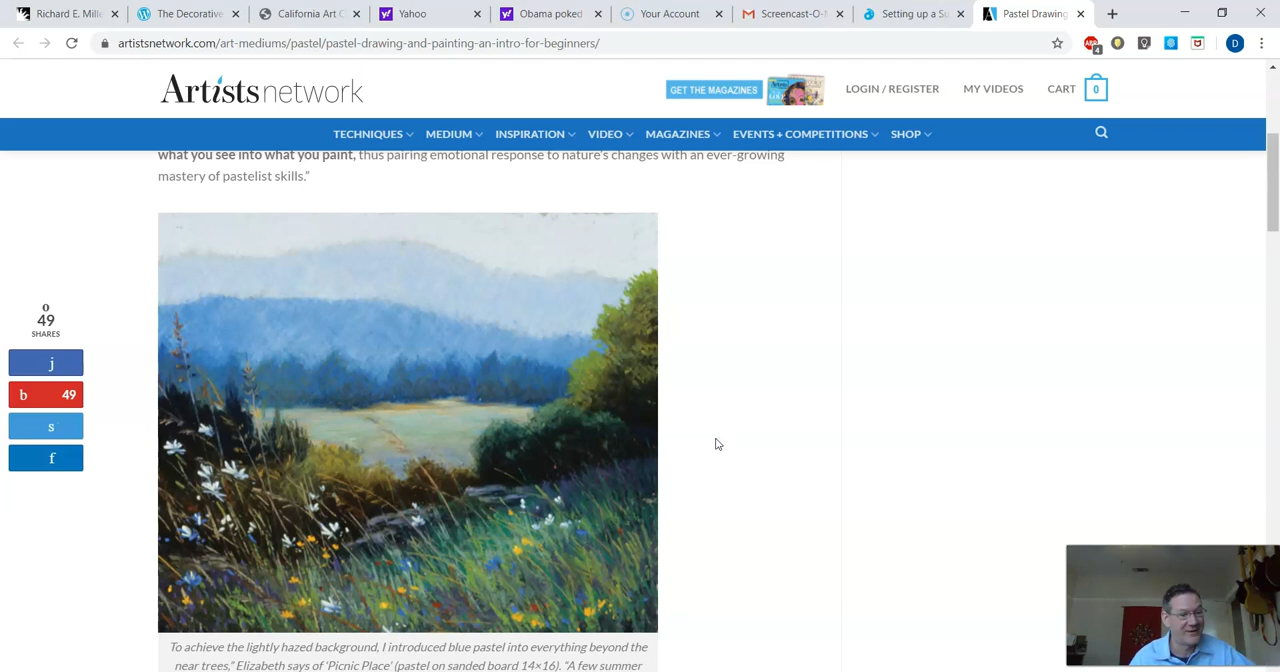 Richard E. Mille
The Decorative
California Art C
Yahoo
Obama poked
Your Account
Screencast-O-M
Setting up a Su
Pastel Drawing
artistsnetwork.com/art-mediums/pastel/pastel-drawing-and-painting-an-intro-for-beginners/
4
D
Artists network
GET THE MAGAZINES
LOGIN / REGISTER
MY VIDEOS
CART
0
TECHNIQUES
MEDIUM
INSPIRATION
VIDEO
MAGAZINES
EVENTS + COMPETITIONS
SHOP
what you see into what you paint, thus pairing emotional response to nature's changes with an ever-growing
mastery of pastelist skills."
0
49
SHARES
j
b 49
s
f
To achieve the lightly hazed background, I introduced blue pastel into everything beyond the
near trees," Elizabeth says of 'Picnic Place' (pastel on sanded board 14×16). "A few summer